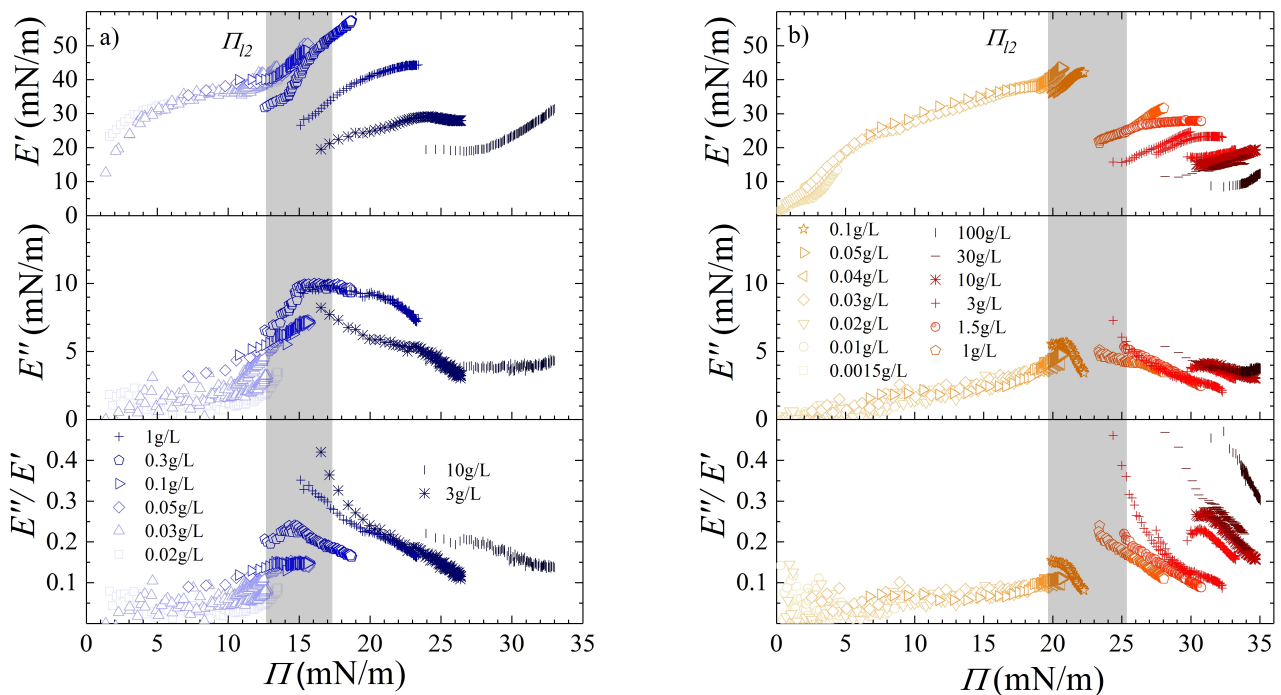 a)
Π_l2
E′ (mN/m)
50
40
30
20
10
0
E″ (mN/m)
10
5
0
E″/ E′
0.4
0.3
0.2
0.1
1g/L
0.3g/L
0.1g/L
0.05g/L
0.03g/L
0.02g/L
10g/L
3g/L
0 5 10 15 20 25 30 35
Π (mN/m)
b)
Π_l2
E′ (mN/m)
50
40
30
20
10
0
E″ (mN/m)
10
5
0
0.1g/L
0.05g/L
0.04g/L
0.03g/L
0.02g/L
0.01g/L
0.0015g/L
100g/L
30g/L
10g/L
3g/L
1.5g/L
1g/L
E″/ E′
0.4
0.3
0.2
0.1
0 5 10 15 20 25 30 35
Π (mN/m)